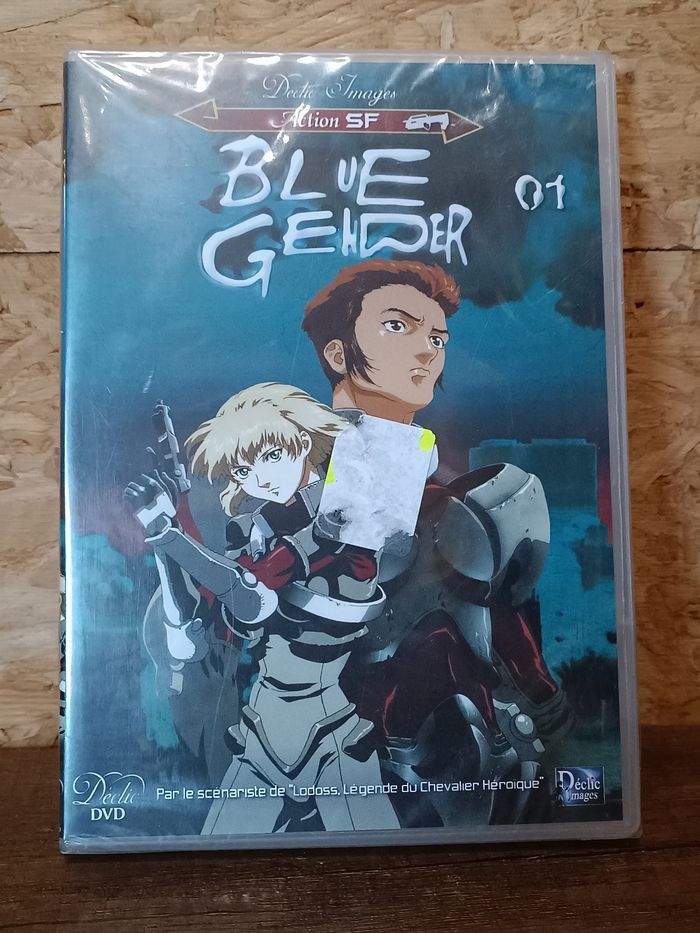 Déclic Images
Action SF
BLUE
GENDER
01
Déclic
DVD
Par le scénariste de "Lodoss, Légende du Chevalier Héroïque"
Déclic
Images